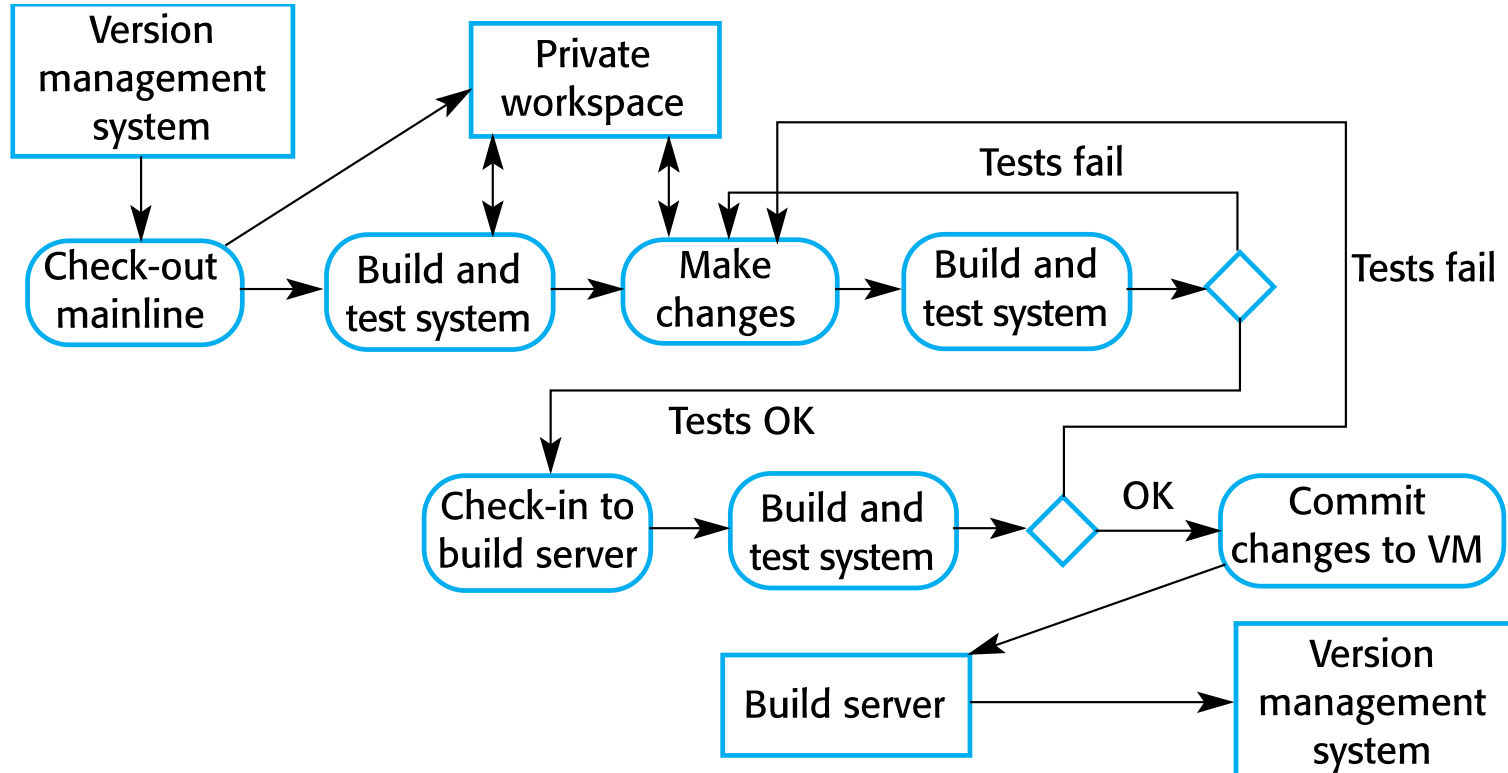 Version
management
system
Private
workspace
Tests fail
Check-out
mainline
Build and
test system
Make
changes
Build and
test system
Tests fail
Tests OK
Check-in to
build server
Build and
test system
OK
Commit
changes to VM
Build server
Version
management
system